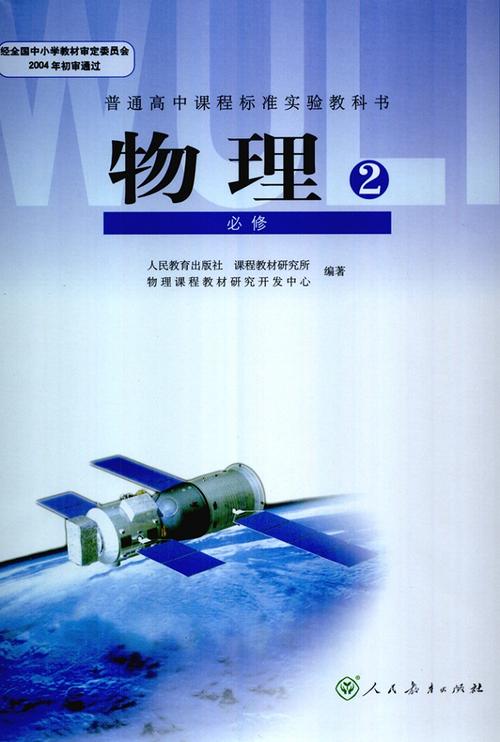 经全国中小学教材审定委员会
2004年初审通过
WULI
普通高中课程标准实验教科书
物理 2
必修
人民教育出版社 课程教材研究所
物理课程教材研究开发中心
编著
人民教育出版社